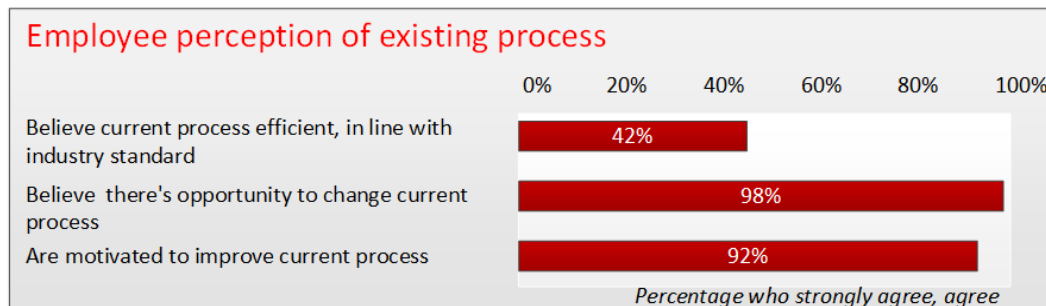 Employee perception of existing process
0% 20% 40% 60% 80% 100%
Believe current process efficient, in line with
industry standard
42%
Believe  there's opportunity to change current
process
98%
Are motivated to improve current process
92%
Percentage who strongly agree, agree